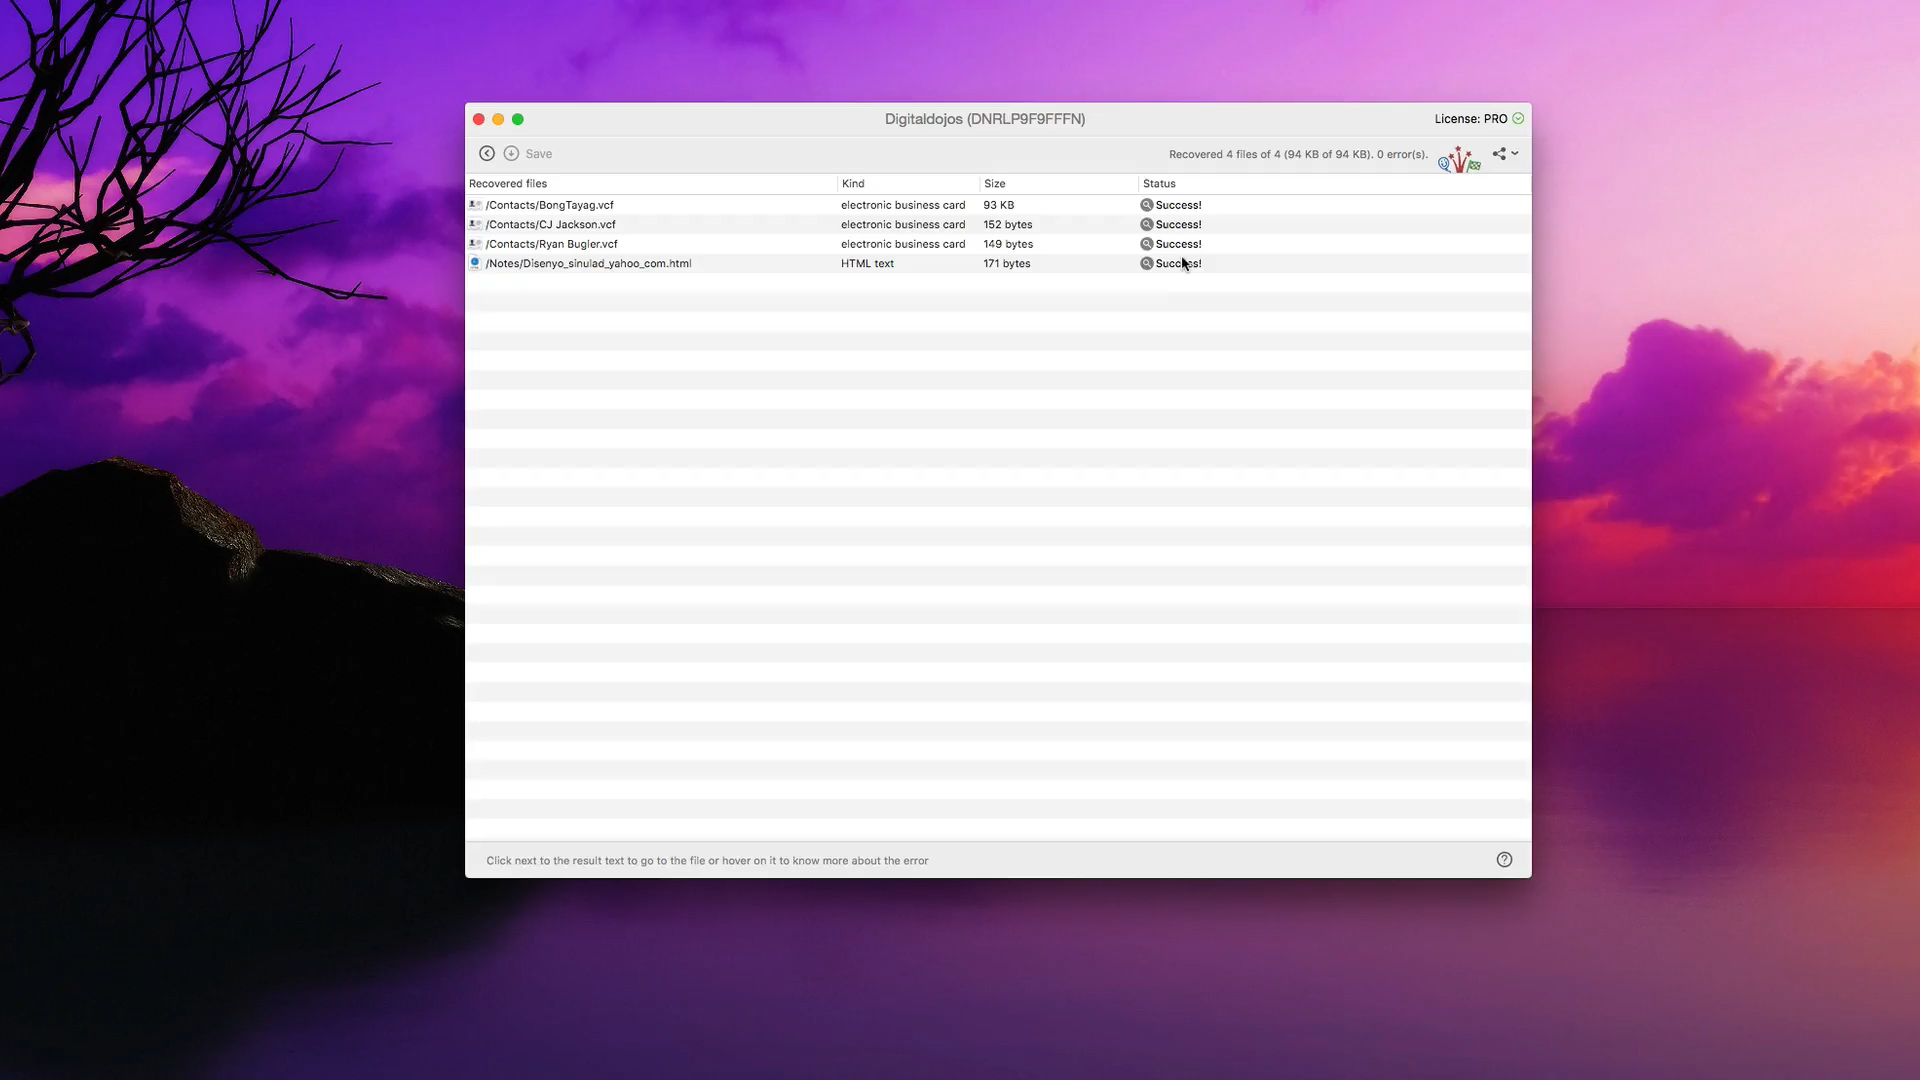 Digitaldojos (DNRLP9F9FFFN)
License: PRO
Save
Recovered 4 files of 4 (94 KB of 94 KB). 0 error(s).
Recovered files Kind Size Status
/Contacts/BongTayag.vcf electronic business card 93 KB Success!
/Contacts/CJ Jackson.vcf electronic business card 152 bytes Success!
/Contacts/Ryan Bugler.vcf electronic business card 149 bytes Success!
/Notes/Disenyo_sinulad_yahoo_com.html HTML text 171 bytes Success!
Click next to the result text to go to the file or hover on it to know more about the error